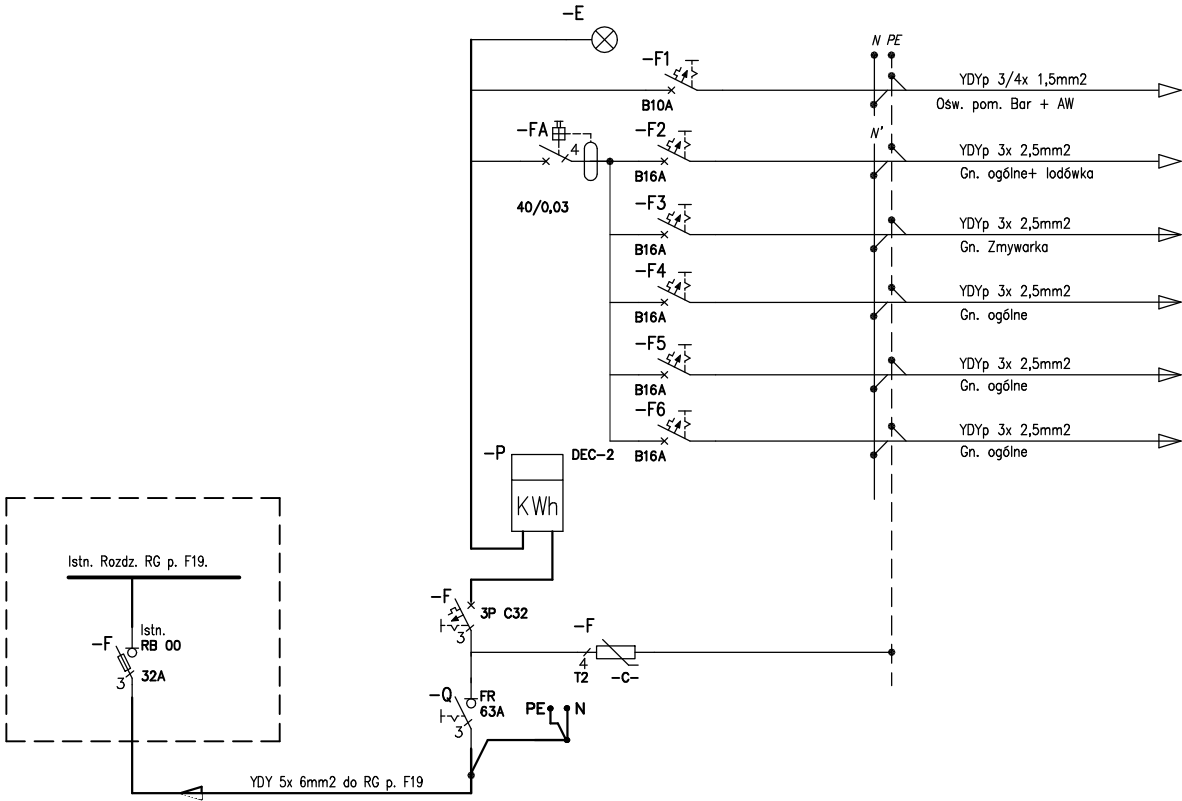 -E
N PE
-F1
YDYp 3/4x 1,5mm2
B10A
Ośw. pom. Bar + AW
-FA
4
-F2
N'
YDYp 3x 2,5mm2
B16A
Gn. ogólne+ lodówka
40/0,03
-F3
YDYp 3x 2,5mm2
B16A
Gn. Zmywarka
-F4
YDYp 3x 2,5mm2
B16A
Gn. ogólne
-F5
YDYp 3x 2,5mm2
B16A
Gn. ogólne
-F6
YDYp 3x 2,5mm2
B16A
Gn. ogólne
-P
DEC-2
KWh
Istn. Rozdz. RG p. F19.
-F
3P C32
3
Istn.
RB 00
-F
32A
3
-F
4
T2
-C-
-Q
FR
63A
3
PE
N
YDY 5x 6mm2 do RG p. F19